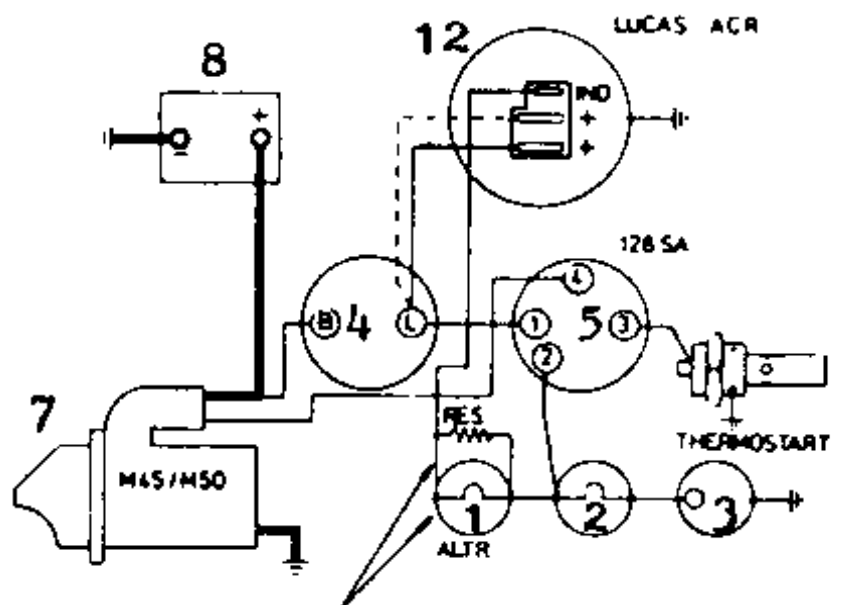 LUCAS ACR
12
8
IND
+
+
+
-
128 SA
4
B 4 L
1 5 3
2
7
RES
M45/M50
THERMOSTART
1 2 3
ALTR